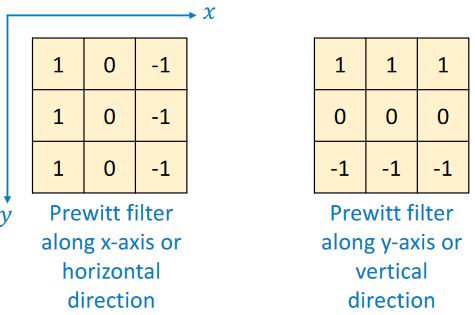 x
1 0 -1
1 0 -1
1 0 -1
y
Prewitt filter
along x-axis or
horizontal
direction
1 1 1
0 0 0
-1 -1 -1
Prewitt filter
along y-axis or
vertical
direction